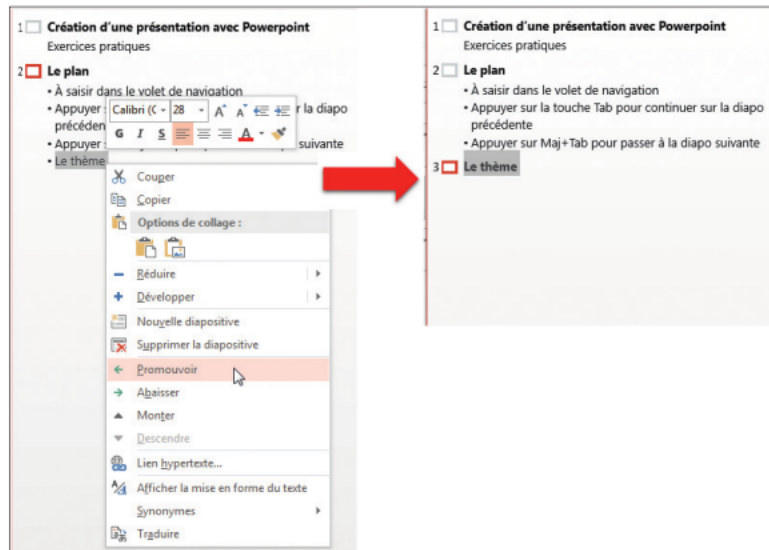 1 Création d'une présentation avec Powerpoint
Exercices pratiques
2 Le plan
• À saisir dans le volet de navigation
• Appuyer
Calibri (C
28
A
A
r la diapo
précéden
G I S
A
• Appuyer
suivante
• Le thème
Couper
Copier
Options de collage :
Réduire
Développer
Nouvelle diapositive
Supprimer la diapositive
Promouvoir
Abaisser
Monter
Descendre
Lien hypertexte...
Afficher la mise en forme du texte
Synonymes
Traduire
1 Création d'une présentation avec Powerpoint
Exercices pratiques
2 Le plan
• À saisir dans le volet de navigation
• Appuyer sur la touche Tab pour continuer sur la diapo
précédente
• Appuyer sur Maj+Tab pour passer à la diapo suivante
3 Le thème